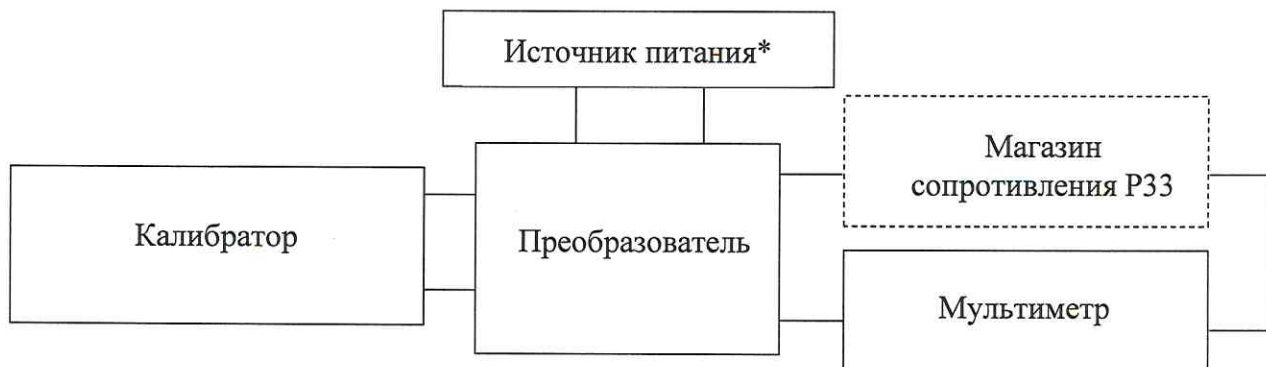 Источник питания*
Магазин
сопротивления Р33
Калибратор
Преобразователь
Мультиметр